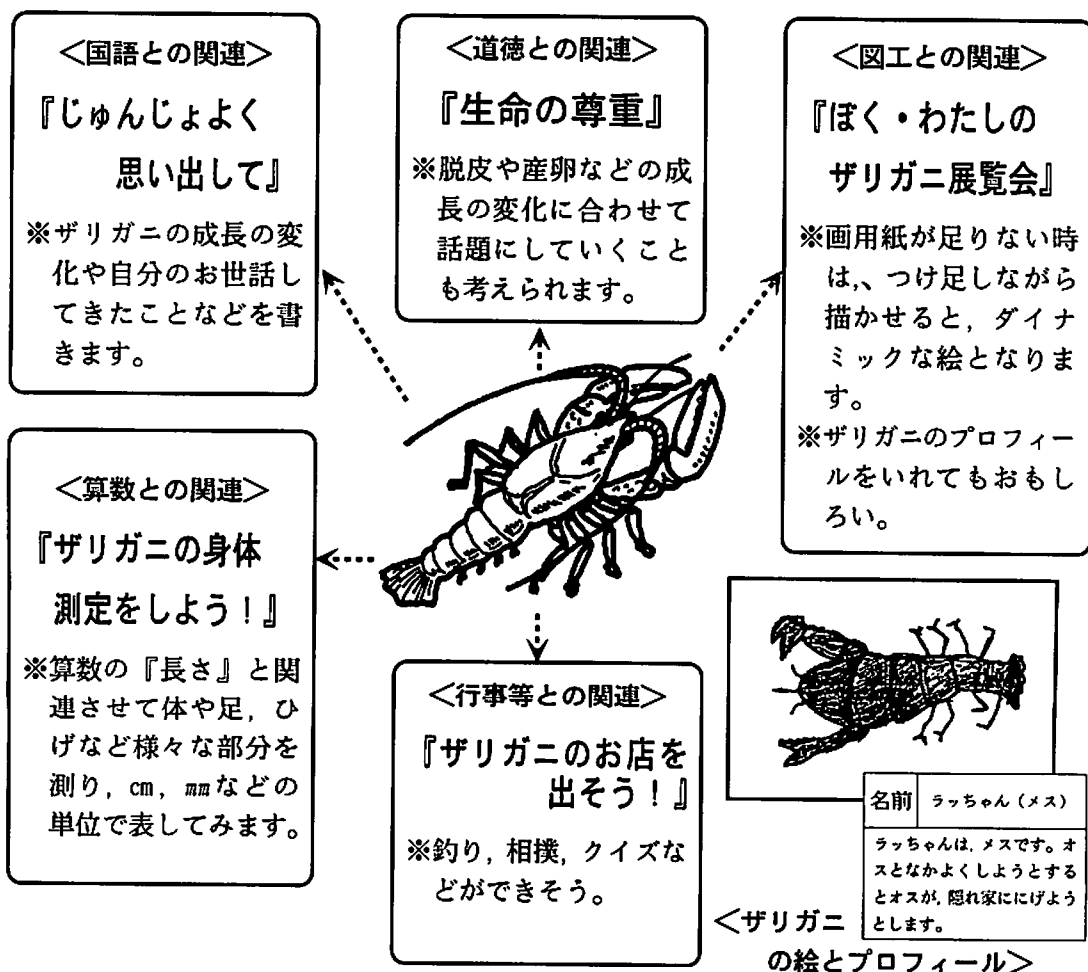 <国語との関連>
『じゅんじょよく
思い出して』
※ザリガニの成長の変
化や自分のお世話し
てきたことなどを書
きます。
<道徳との関連>
『生命の尊重』
※脱皮や産卵などの成
長の変化に合わせて
話題にしていくこと
も考えられます。
<図工との関連>
『ぼく・わたしの
ザリガニ展覧会』
※画用紙が足りない時
は,、つけ足しながら
描かせると, ダイナ
ミックな絵となりま
す。
※ザリガニのプロフィー
ルをいれてもおもし
ろい。
<算数との関連>
『ザリガニの身体
測定をしよう！』
※算数の『長さ』と関
連させて体や足, ひ
げなど様々な部分を
測り, cm, mmなどの
単位で表してみます。
<行事等との関連>
『ザリガニのお店を
出そう！』
※釣り, 相撲, クイズな
どができそう。
名前 ラっちゃん（メス）
ラっちゃんは, メスです。オ
スとなかよくしようとする
とオスが, 隠れ家ににげよう
とします。
<ザリガニ
の絵とプロフィール>